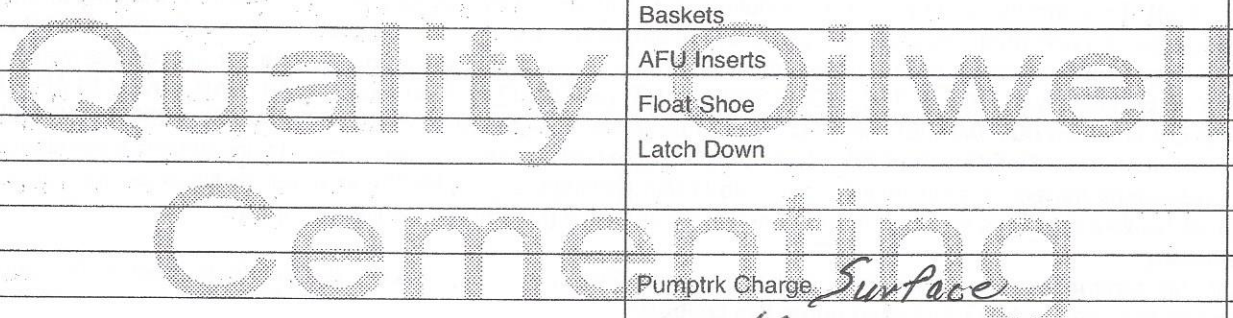 Baskets
Quality Oilwell
AFU Inserts
Float Shoe
Latch Down
Cementing
Pumptrk Charge Surface